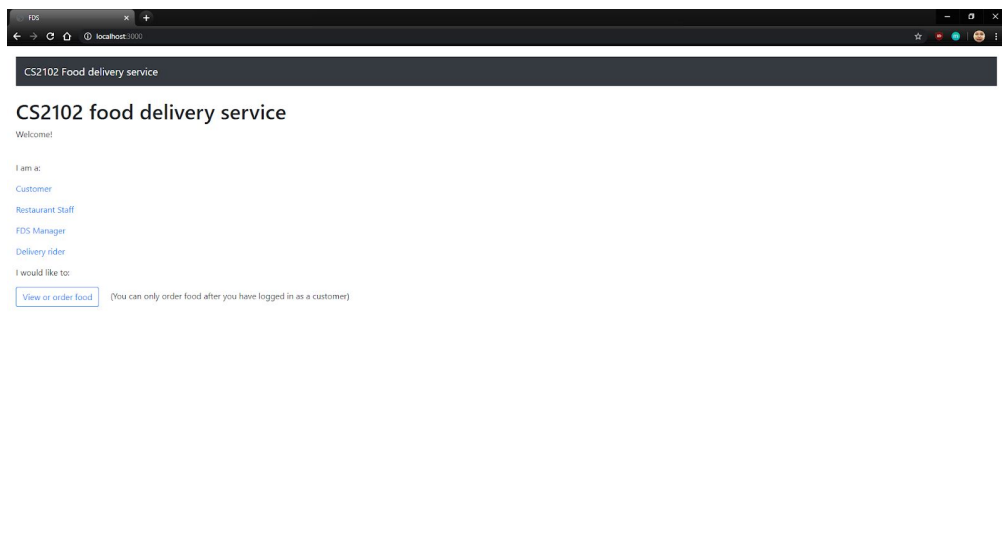 FDS
localhost:3000
CS2102 Food delivery service
CS2102 food delivery service
Welcome!
I am a:
Customer
Restaurant Staff
FDS Manager
Delivery rider
I would like to:
View or order food (You can only order food after you have logged in as a customer)